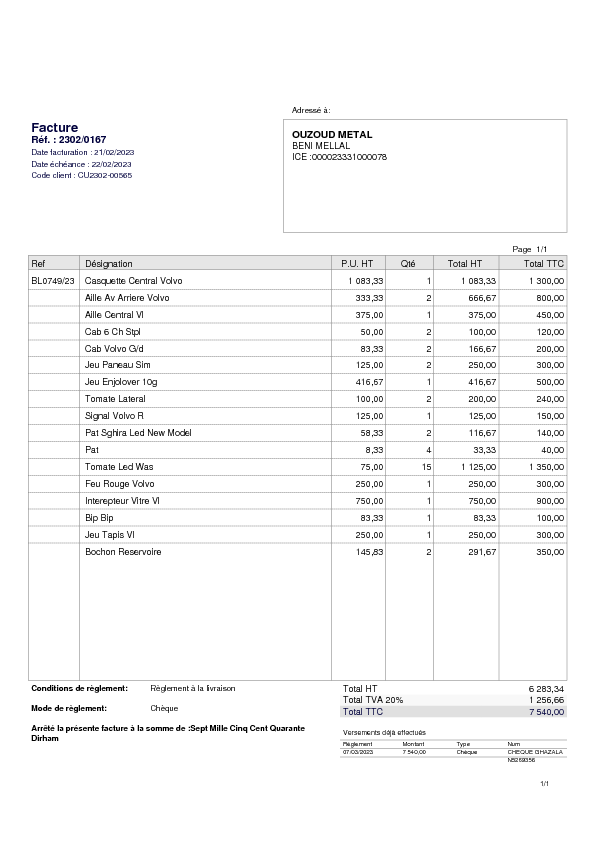 Adressé à:
Facture
Réf. : 2302/0167
Date facturation : 21/02/2023
Date échéance : 22/02/2023
Code client : CU2302-00565
OUZOUD METAL
BENI MELLAL
ICE :000023331000078
Page 1/1
Ref Désignation P.U. HT Qté Total HT Total TTC
BL0749/23 Casquette Central Volvo 1 083,33 1 1 083,33 1 300,00
Aille Av Arriere Volvo 333,33 2 666,67 800,00
Aille Central Vl 375,00 1 375,00 450,00
Cab 6 Ch Stpl 50,00 2 100,00 120,00
Cab Volvo G/d 83,33 2 166,67 200,00
Jeu Paneau Sim 125,00 2 250,00 300,00
Jeu Enjolover 10g 416,67 1 416,67 500,00
Tomate Lateral 100,00 2 200,00 240,00
Signal Volvo R 125,00 1 125,00 150,00
Pat Sghira Led New Model 58,33 2 116,67 140,00
Pat 8,33 4 33,33 40,00
Tomate Led Was 75,00 15 1 125,00 1 350,00
Feu Rouge Volvo 250,00 1 250,00 300,00
Interepteur Vitre Vl 750,00 1 750,00 900,00
Bip Bip 83,33 1 83,33 100,00
Jeu Tapis Vl 250,00 1 250,00 300,00
Bochon Reservoire 145,83 2 291,67 350,00
Conditions de règlement: Règlement à la livraison
Mode de règlement: Chèque
Arrêté la présente facture à la somme de :Sept Mille Cinq Cent Quarante
Dirham
Total HT 6 283,34
Total TVA 20% 1 256,66
Total TTC 7 540,00
Versements déjà effectués
Règlement Montant Type Num
07/03/2023 7 540,00 Chèque CHEQUE GHAZALA
NB269356
1/1